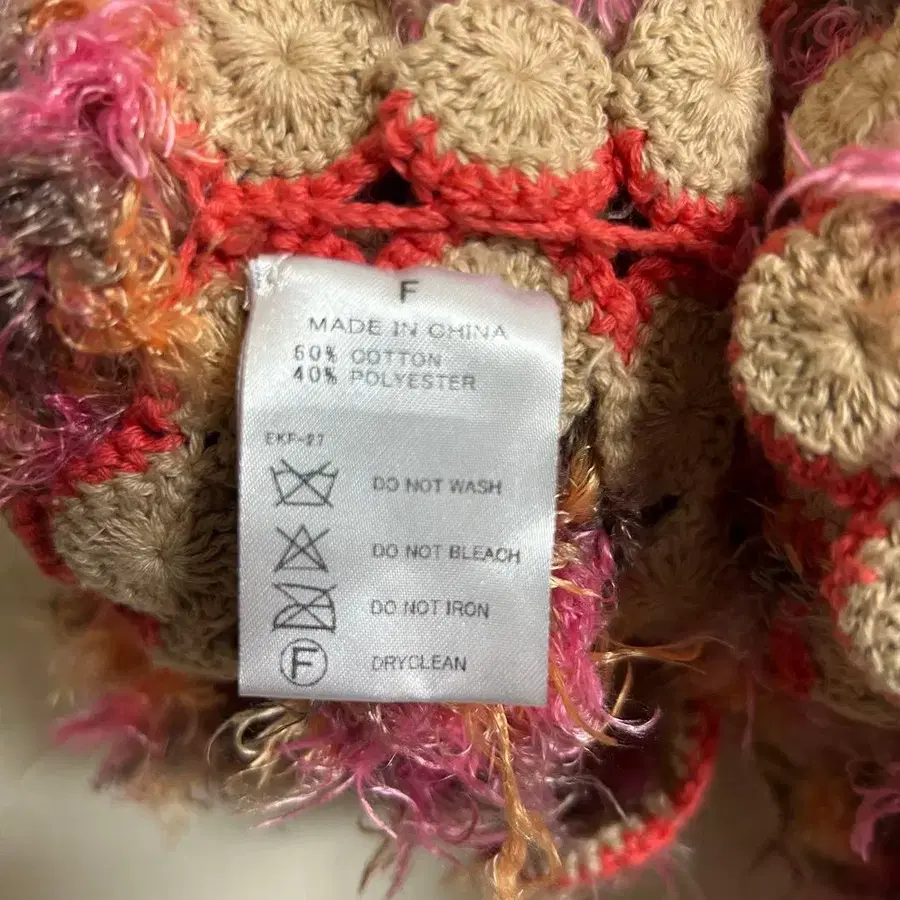 F
MADE IN CHINA
60% COTTON
40% POLYESTER
EKF-27
DO NOT WASH
DO NOT BLEACH
DO NOT IRON
F DRYCLEAN